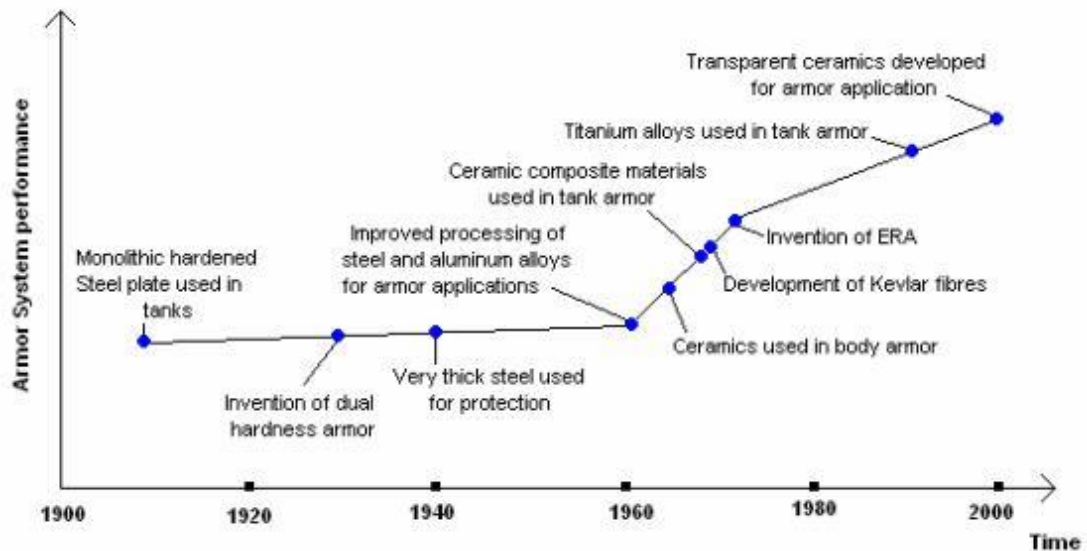 Transparent ceramics developed
for armor application
Titanium alloys used in tank armor
Ceramic composite materials
used in tank armor
Improved processing of
steel and aluminum alloys
for armor applications
Monolithic hardened
Steel plate used in
tanks
Invention of ERA
Development of Kevlar fibres
Ceramics used in body armor
Very thick steel used
for protection
Invention of dual
hardness armor
Armor System performance
1900
1920
1940
1960
1980
2000
Time